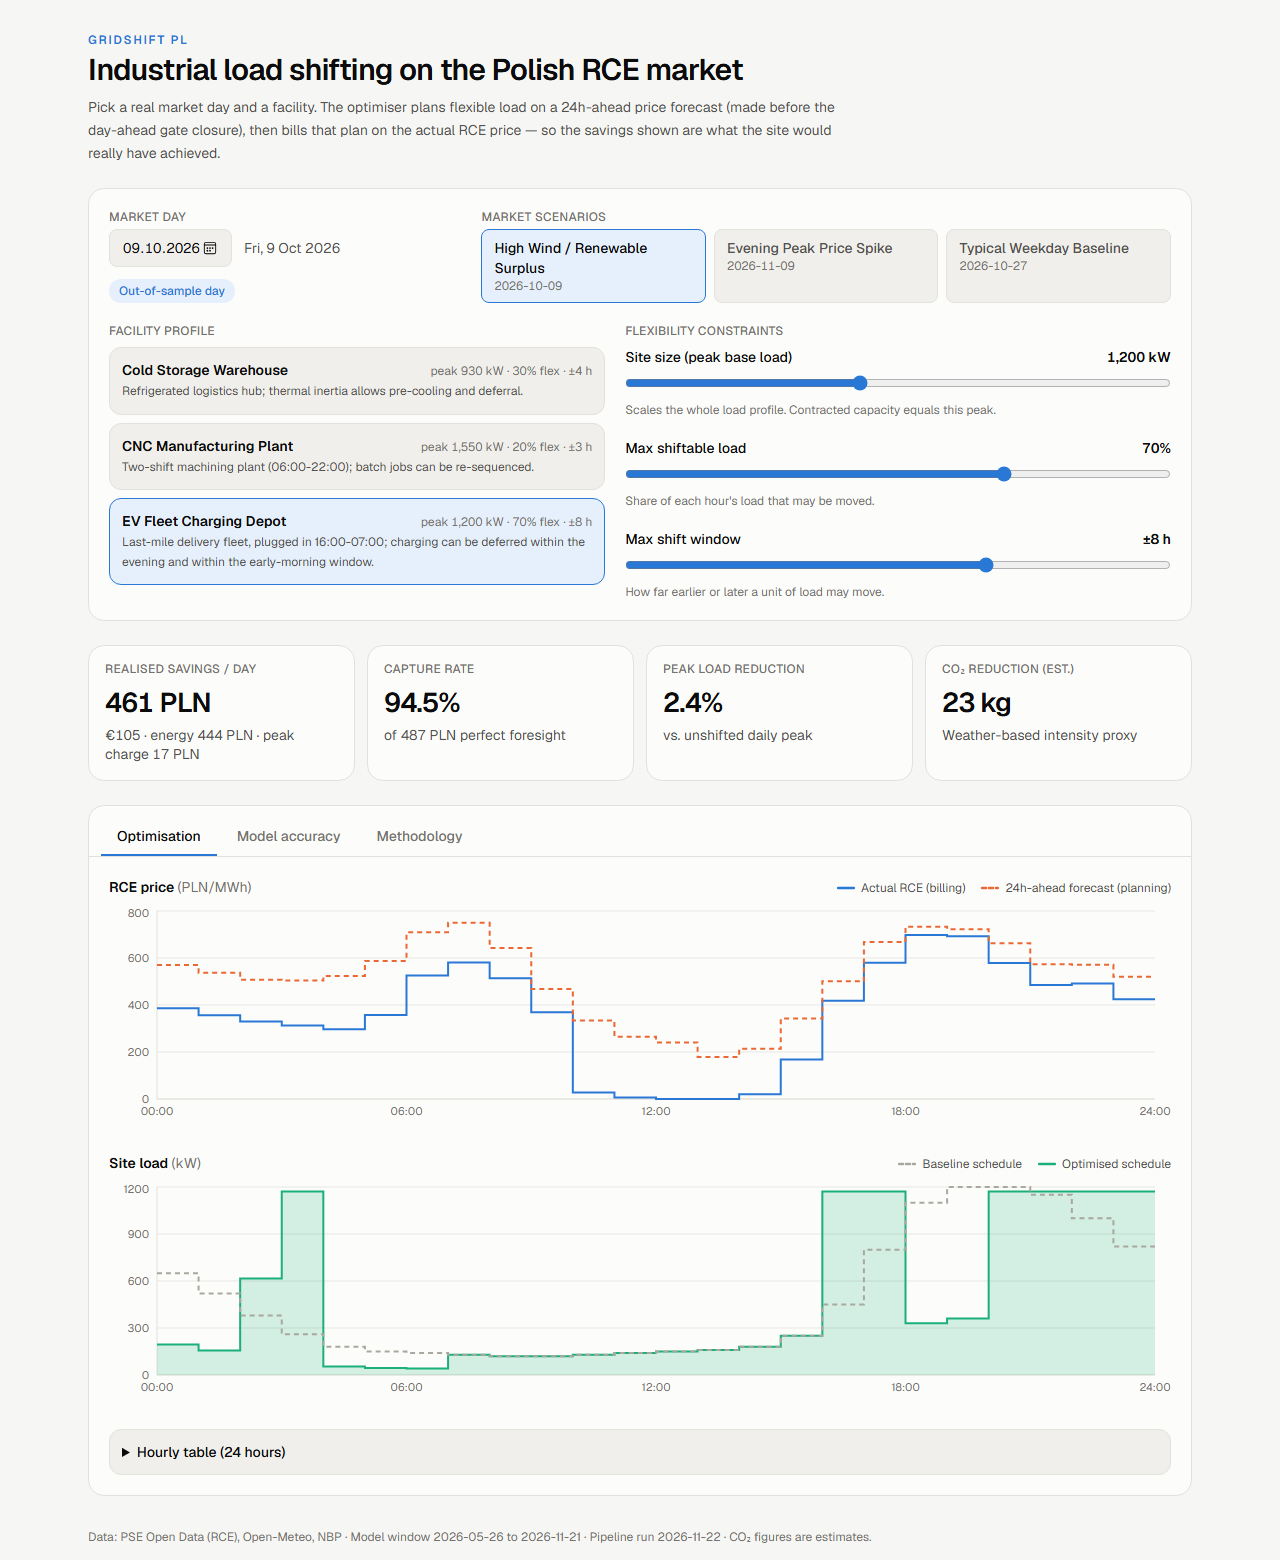 GRIDSHIFT PL
Industrial load shifting on the Polish RCE market
Pick a real market day and a facility. The optimiser plans flexible load on a 24h-ahead price forecast (made before the
day-ahead gate closure), then bills that plan on the actual RCE price — so the savings shown are what the site would
really have achieved.
MARKET DAY
09.10.2026
Fri, 9 Oct 2026
Out-of-sample day
MARKET SCENARIOS
High Wind / Renewable
Surplus
2026-10-09
Evening Peak Price Spike
2026-11-09
Typical Weekday Baseline
2026-10-27
FACILITY PROFILE
Cold Storage Warehouse
peak 930 kW · 30% flex · ±4 h
Refrigerated logistics hub; thermal inertia allows pre-cooling and deferral.
CNC Manufacturing Plant
peak 1,550 kW · 20% flex · ±3 h
Two-shift machining plant (06:00-22:00); batch jobs can be re-sequenced.
EV Fleet Charging Depot
peak 1,200 kW · 70% flex · ±8 h
Last-mile delivery fleet, plugged in 16:00-07:00; charging can be deferred within the
evening and within the early-morning window.
FLEXIBILITY CONSTRAINTS
Site size (peak base load)
1,200 kW
Scales the whole load profile. Contracted capacity equals this peak.
Max shiftable load
70%
Share of each hour's load that may be moved.
Max shift window
±8 h
How far earlier or later a unit of load may move.
REALISED SAVINGS / DAY
461 PLN
€105 · energy 444 PLN · peak
charge 17 PLN
CAPTURE RATE
94.5%
of 487 PLN perfect foresight
PEAK LOAD REDUCTION
2.4%
vs. unshifted daily peak
CO₂ REDUCTION (EST.)
23 kg
Weather-based intensity proxy
Optimisation
Model accuracy
Methodology
RCE price (PLN/MWh)
Actual RCE (billing)
24h-ahead forecast (planning)
800
600
400
200
0
00:00
06:00
12:00
18:00
24:00
Site load (kW)
Baseline schedule
Optimised schedule
1200
900
600
300
0
00:00
06:00
12:00
18:00
24:00
Hourly table (24 hours)
Data: PSE Open Data (RCE), Open-Meteo, NBP · Model window 2026-05-26 to 2026-11-21 · Pipeline run 2026-11-22 · CO₂ figures are estimates.